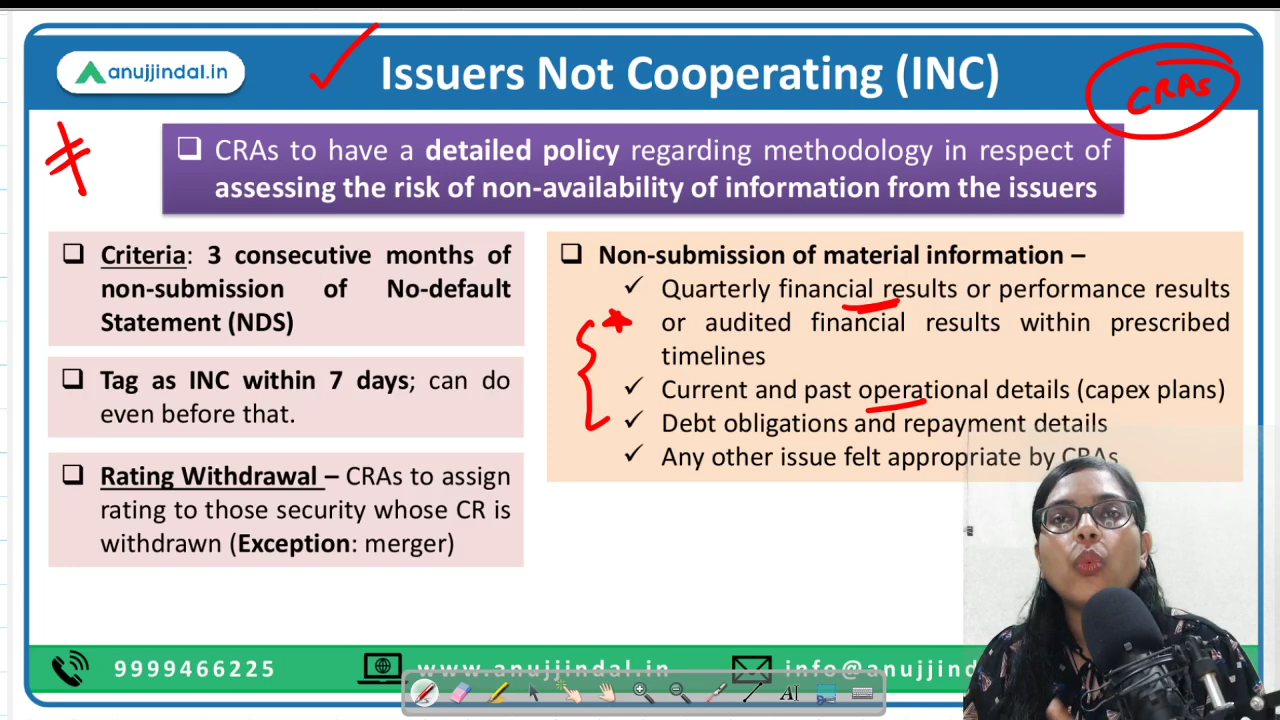 anujjindal.in
Issuers Not Cooperating (INC)
CRAs
CRAs to have a detailed policy regarding methodology in respect of
assessing the risk of non-availability of information from the issuers
Criteria: 3 consecutive months of
non-submission of No-default
Statement (NDS)
Tag as INC within 7 days; can do
even before that.
Rating Withdrawal – CRAs to assign
rating to those security whose CR is
withdrawn (Exception: merger)
Non-submission of material information –
Quarterly financial results or performance results
or audited financial results within prescribed
timelines
Current and past operational details (capex plans)
Debt obligations and repayment details
Any other issue felt appropriate by CRAs
9999466225
www.anujjindal.in
info@anujjind
AI